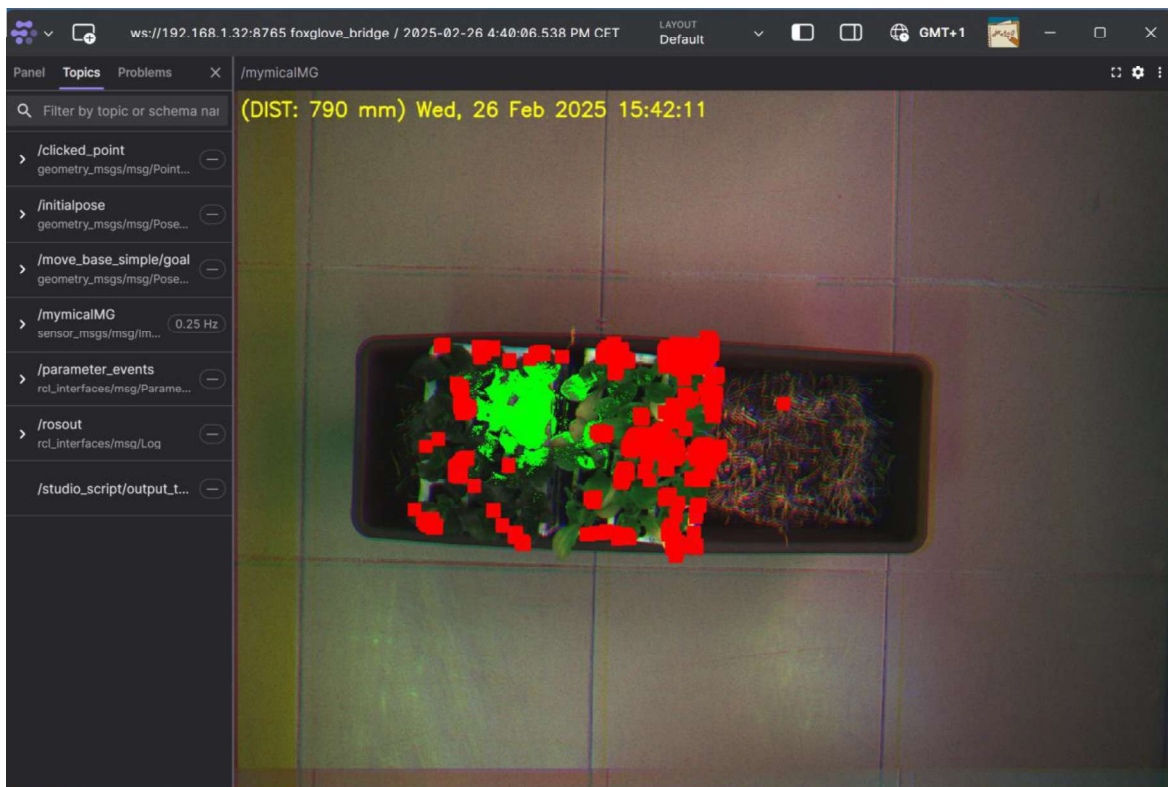 ws://192.168.1.32:8765 foxglove_bridge / 2025-02-26 4:40:06.538 PM CET
LAYOUT
Default
GMT+1
Panel Topics Problems
/mymicalMG
Filter by topic or schema nar
(DIST: 790 mm) Wed, 26 Feb 2025 15:42:11
/clicked_point
geometry_msgs/msg/Point...
/initialpose
geometry_msgs/msg/Pose...
/move_base_simple/goal
geometry_msgs/msg/Pose...
/mymicalMG
sensor_msgs/msg/Im... 0.25 Hz
/parameter_events
rcl_interfaces/msg/Parame...
/rosout
rcl_interfaces/msg/Log
/studio_script/output_t...